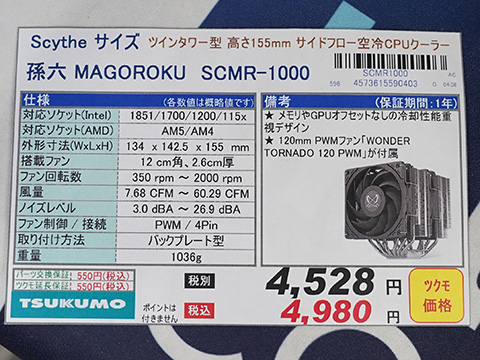 Scythe サイズ ツインタワー型 高さ155mm サイドフロー空冷CPUクーラー
孫六 MAGOROKU SCMR-1000
SCMR1000
598 4573615590403
仕様 (各数値は概略値です)
対応ソケット(Intel) 1851/1700/1200/115x
対応ソケット(AMD) AM5/AM4
外形寸法(WxLxH) 134 x 142.5 x 155 mm
搭載ファン 12cm角、2.6cm厚
ファン回転数 350 rpm ～ 2000 rpm
風量 7.68 CFM ～ 60.29 CFM
ノイズレベル 3.0 dBA ～ 26.9 dBA
ファン制御 / 接続 PWM / 4Pin
取り付け方法 バックプレート型
重量 1036g
備考 (保証期間:1年)
★ メモリやGPUオフセットなしの冷却性能重
視デザイン
★ 120mm PWMファン「WONDER
TORNADO 120 PWM」が付属
パーツ交換保証:550円(税込)
ツクモ延長保証:550円(税込)
TSUKUMO
ポイントは
付きません
税別 4,528 円
税込 4,980 円
ツクモ
価格